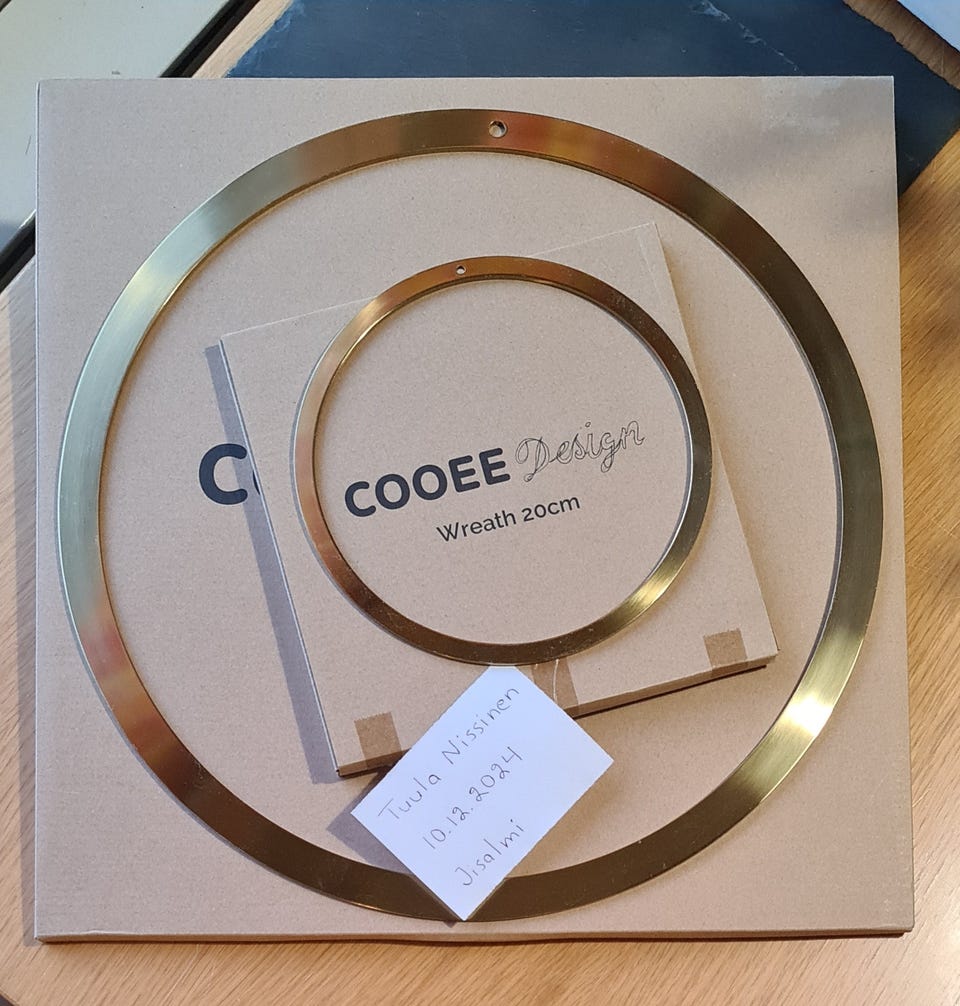 C
COOEE Design
Wreath 20cm
Tuula Nissinen
10.12.2024
Iisalmi